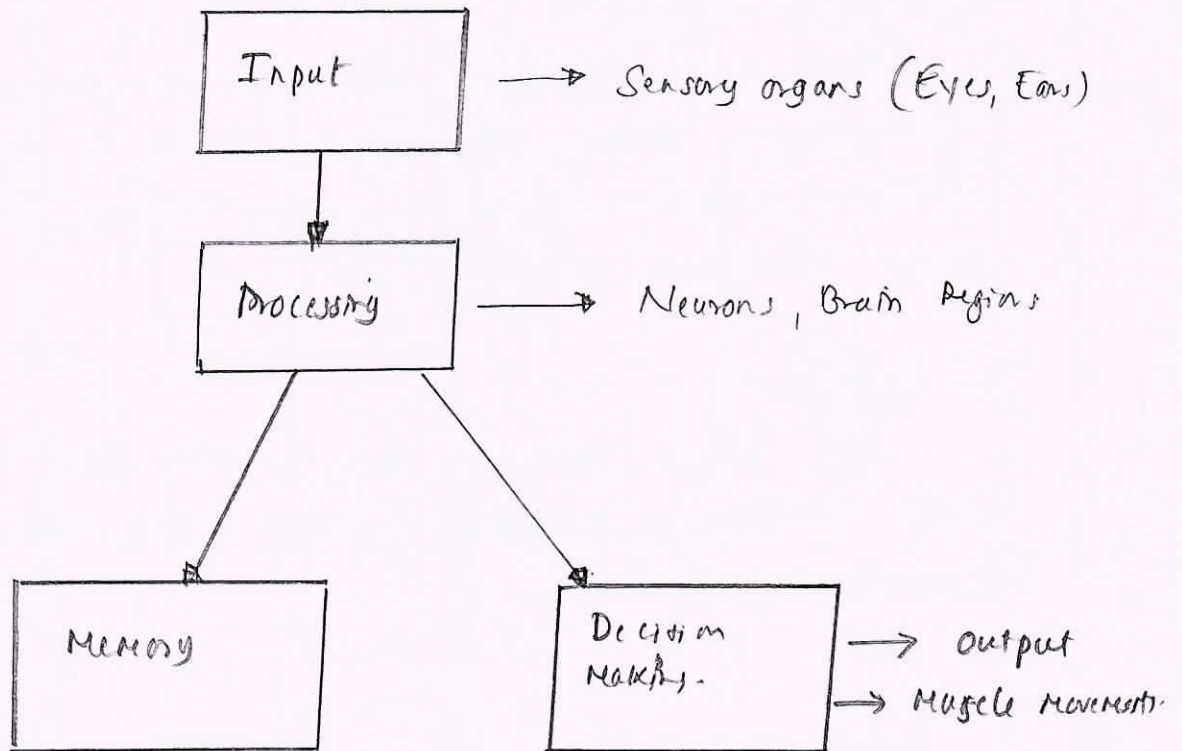 Input
Sensory organs (Eyes, Ears)
Processing
Neurons, Brain Regions
Memory
Decision
Making.
Output
Muscle Movements.